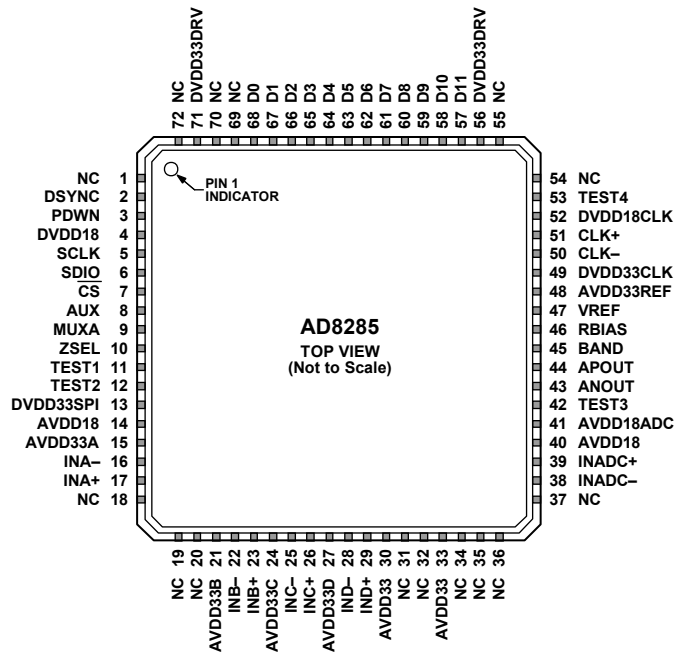 72 NC
71 DVDD33DRV
70 NC
69 NC
68 D0
67 D1
66 D2
65 D3
64 D4
63 D5
62 D6
61 D7
60 D8
59 D9
58 D10
57 D11
56 DVDD33DRV
55 NC
PIN 1
INDICATOR
NC 1
DSYNC 2
PDWN 3
DVDD18 4
SCLK 5
SDIO 6
CS 7
AUX 8
MUXA 9
ZSEL 10
TEST1 11
TEST2 12
DVDD33SPI 13
AVDD18 14
AVDD33A 15
INA– 16
INA+ 17
NC 18
AD8285
TOP VIEW
(Not to Scale)
54 NC
53 TEST4
52 DVDD18CLK
51 CLK+
50 CLK–
49 DVDD33CLK
48 AVDD33REF
47 VREF
46 RBIAS
45 BAND
44 APOUT
43 ANOUT
42 TEST3
41 AVDD18ADC
40 AVDD18
39 INADC+
38 INADC–
37 NC
NC 19
NC 20
AVDD33B 21
INB– 22
INB+ 23
AVDD33C 24
INC– 25
INC+ 26
AVDD33D 27
IND– 28
IND+ 29
AVDD33 30
NC 31
NC 32
AVDD33 33
NC 34
NC 35
NC 36